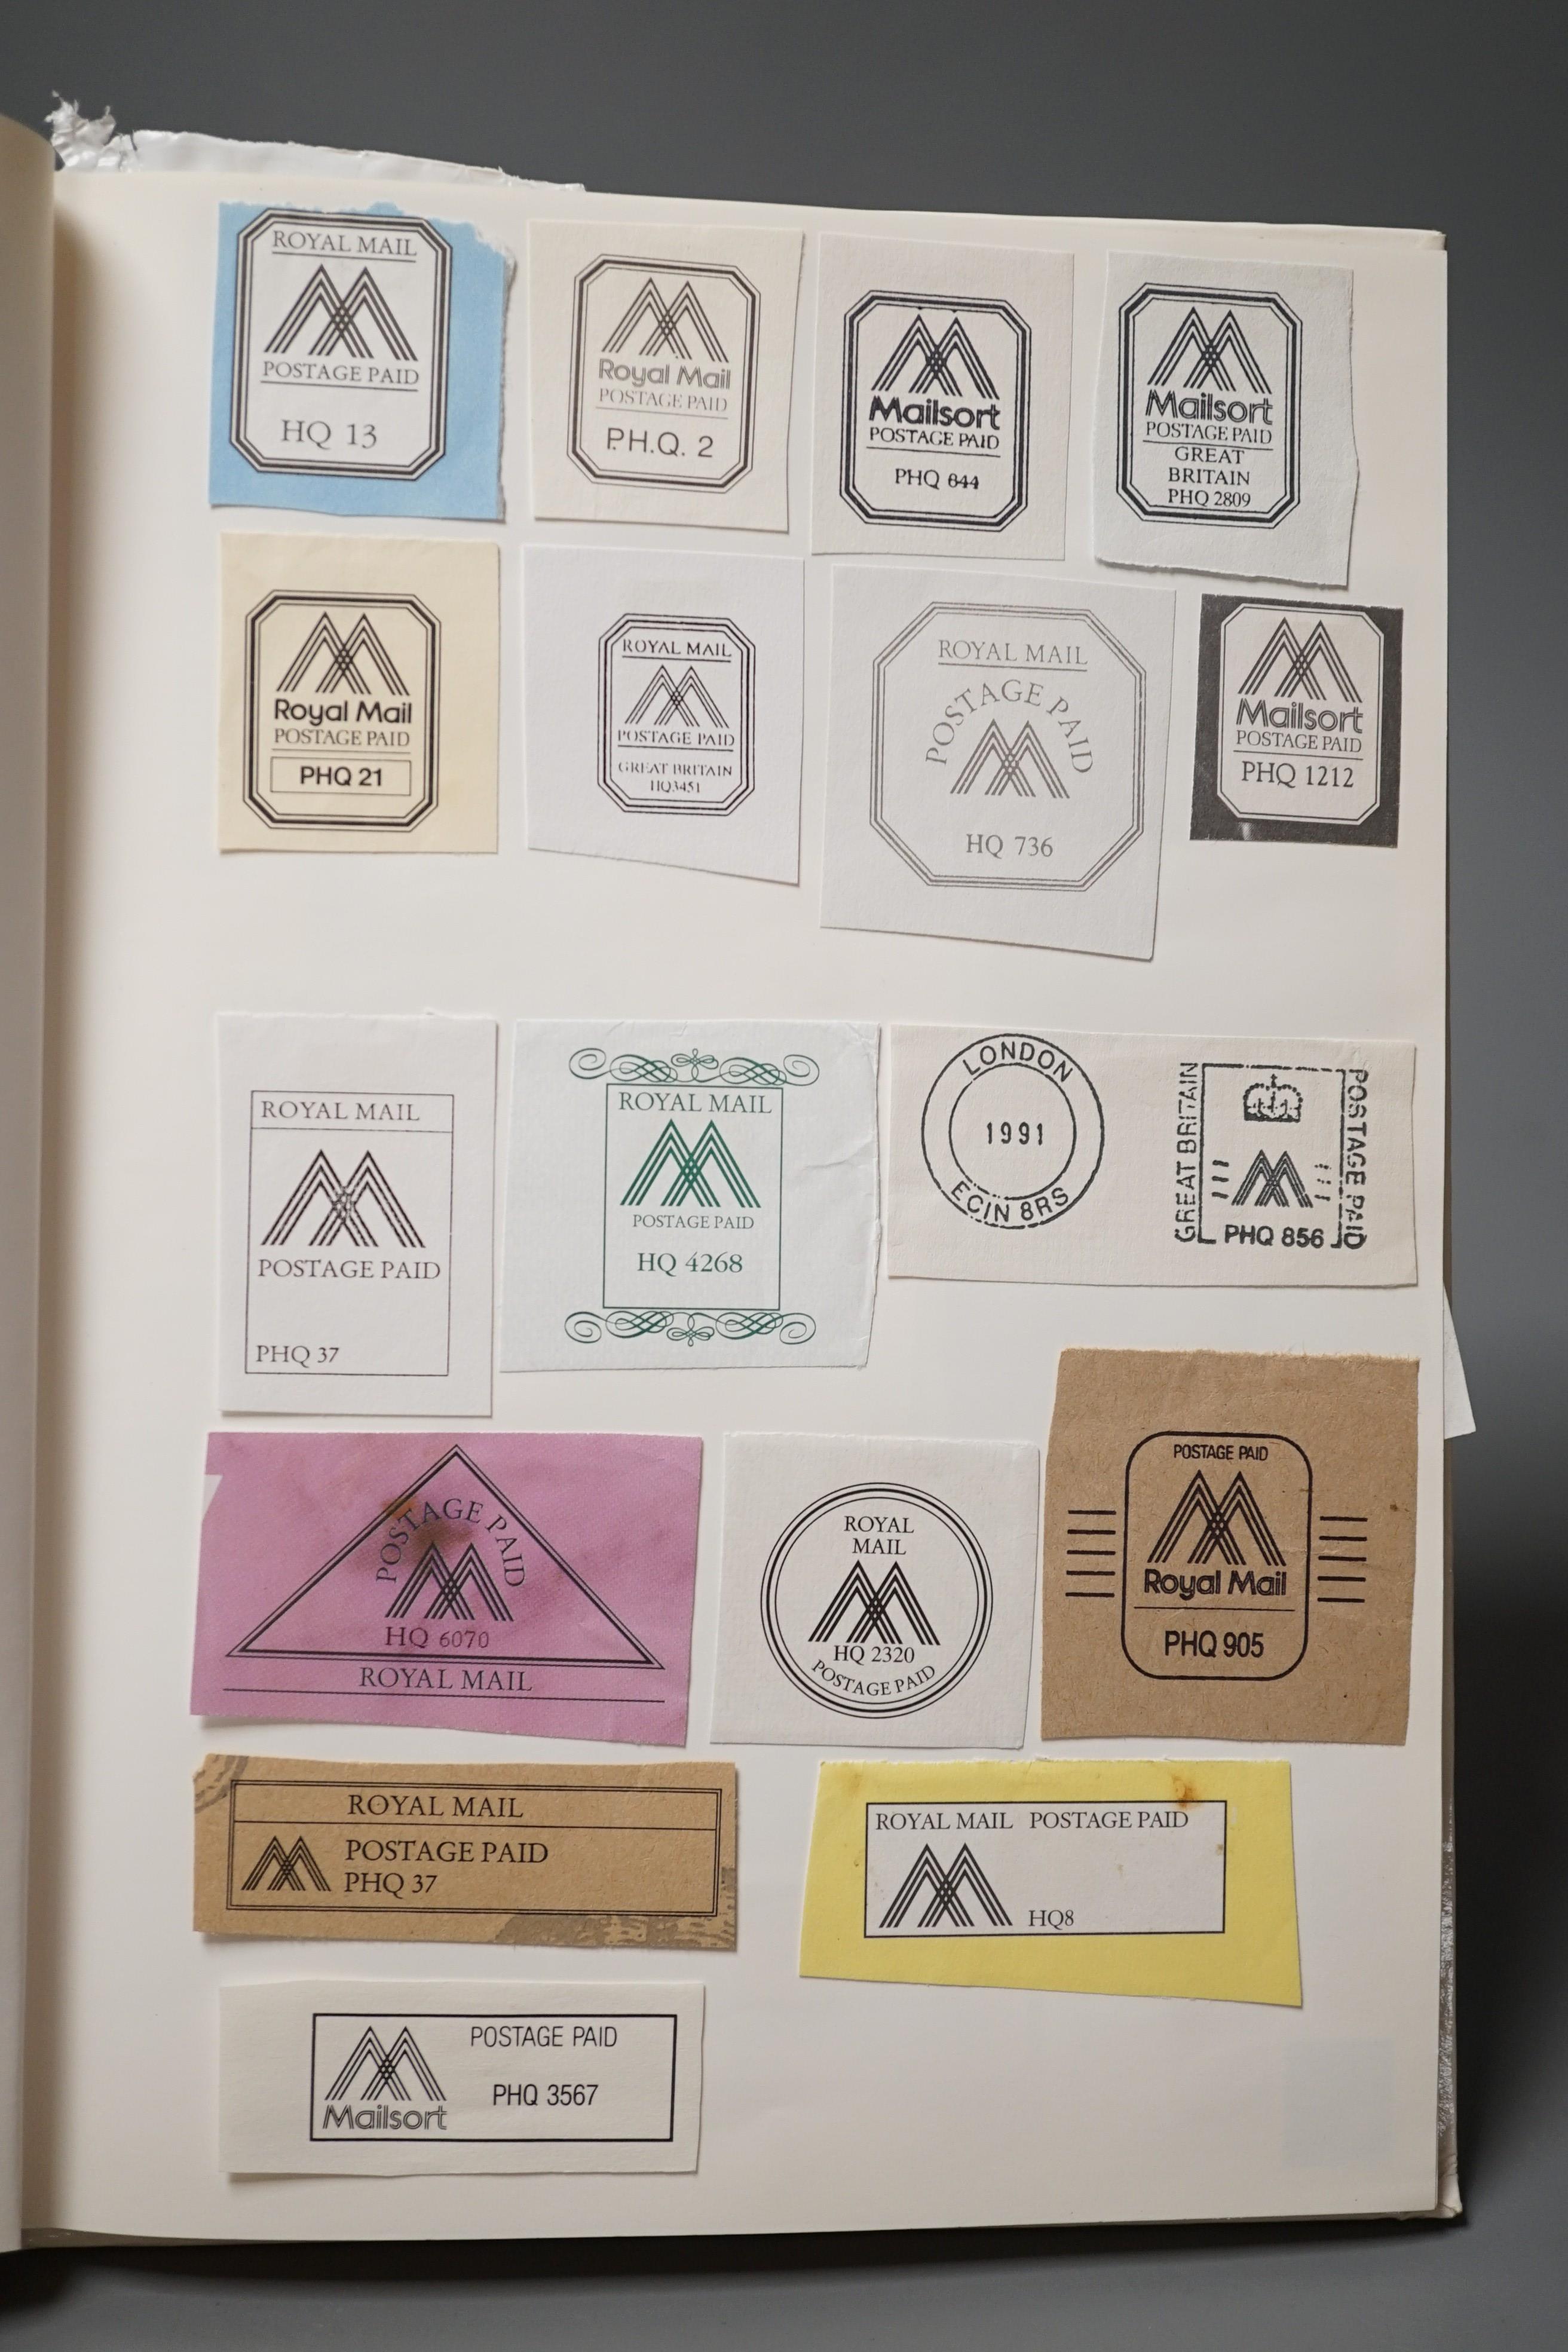 ROYAL MAIL
POSTAGE PAID
HQ 13
Royal Mail
POSTAGE PAID
P.H.Q. 2
Mailsort
POSTAGE PAID
PHQ 844
Mailsort
POSTAGE PAID
GREAT
BRITAIN
PHQ 2809
Royal Mail
POSTAGE PAID
PHQ 21
ROYAL MAIL
POSTAGE PAID
GREAT BRITAIN
HQ3451
ROYAL MAIL
POSTAGE PAID
HQ 736
Mailsort
POSTAGE PAID
PHQ 1212
ROYAL MAIL
POSTAGE PAID
PHQ 37
ROYAL MAIL
POSTAGE PAID
HQ 4268
LONDON
1991
ECIN 8RS
GREAT BRITAIN
POSTAGE PAID
PHQ 856
POSTAGE PAID
HQ 6070
ROYAL MAIL
ROYAL
MAIL
HQ 2320
POSTAGE PAID
POSTAGE PAID
Royal Mail
PHQ 905
ROYAL MAIL
POSTAGE PAID
PHQ 37
ROYAL MAIL POSTAGE PAID
HQ8
Mailsort
POSTAGE PAID
PHQ 3567